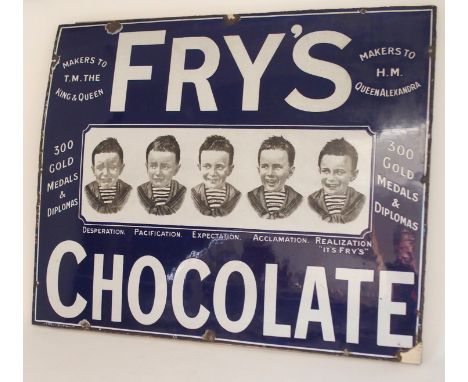 FRY'S
MAKERS TO
T.M. THE
KING & QUEEN
MAKERS TO
H.M.
QUEEN ALEXANDRA
300
GOLD
MEDALS
&
DIPLOMAS
300
GOLD
MEDALS
&
DIPLOMAS
DESPERATION. PACIFICATION. EXPECTATION. ACCLAMATION. REALIZATION
"IT'S FRY'S"
CHOCOLATE